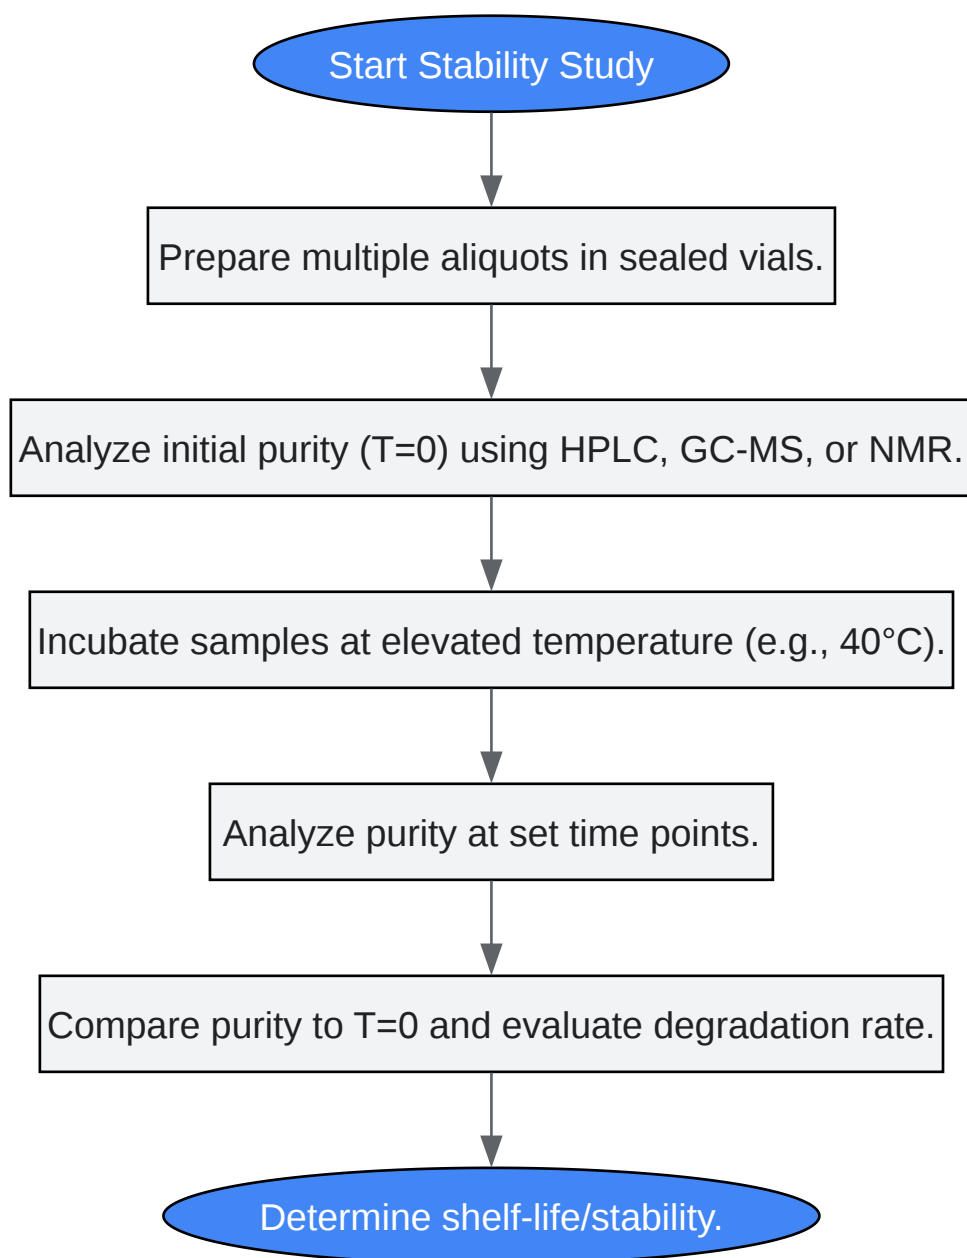 Start Stability Study
Prepare multiple aliquots in sealed vials.
Analyze initial purity (T=0) using HPLC, GC-MS, or NMR.
Incubate samples at elevated temperature (e.g., 40°C).
Analyze purity at set time points.
Compare purity to T=0 and evaluate degradation rate.
Determine shelf-life/stability.